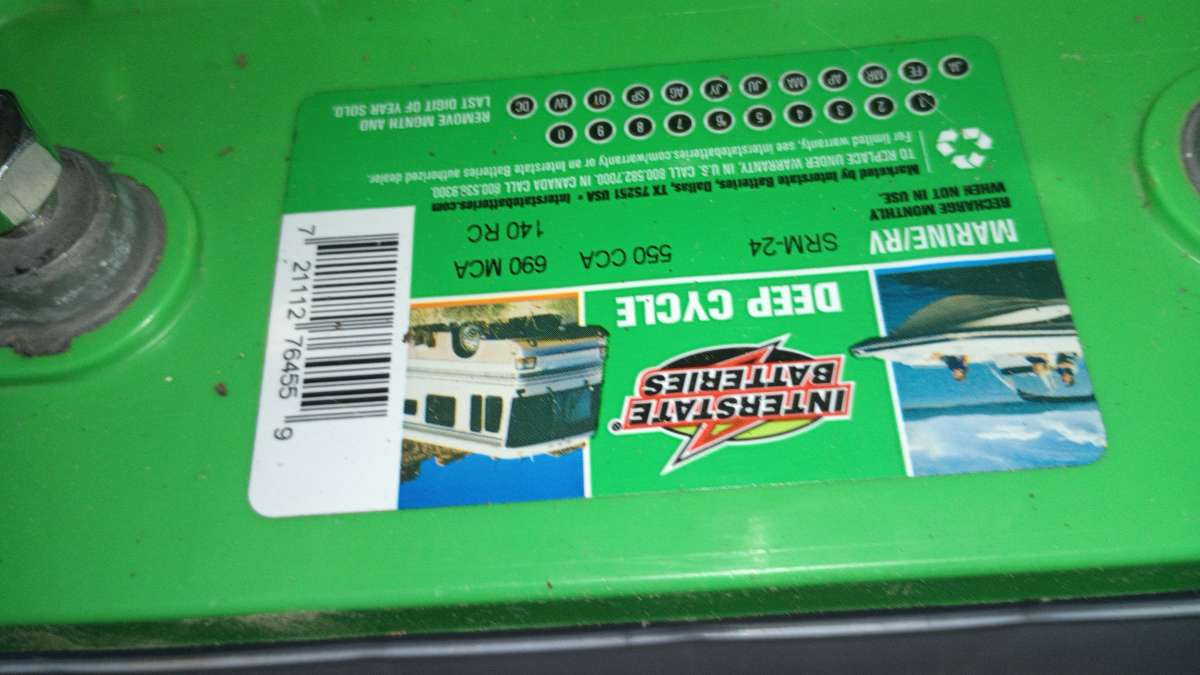 INTERSTATE
BATTERIES®
DEEP CYCLE
MARINE/RV
SRM-24
550 CCA
690 MCA
140 RC
RECHARGE MONTHLY
WHEN NOT IN USE.
Marketed by Interstate Batteries, Dallas, TX 75251 USA • interstatebatteries.com
TO REPLACE UNDER WARRANTY, IN U.S. CALL 800.582.7000. IN CANADA CALL 800.536.9300.
For limited warranty, see interstatebatteries.com/warranty or an Interstate Batteries authorized dealer.
1 2 3 4 5 6 7 8 9 0
JA FE MR AP MA JU JY AG SP NV DC
REMOVE MONTH AND
LAST DIGIT OF YEAR SOLD.
7 21112 76455 9